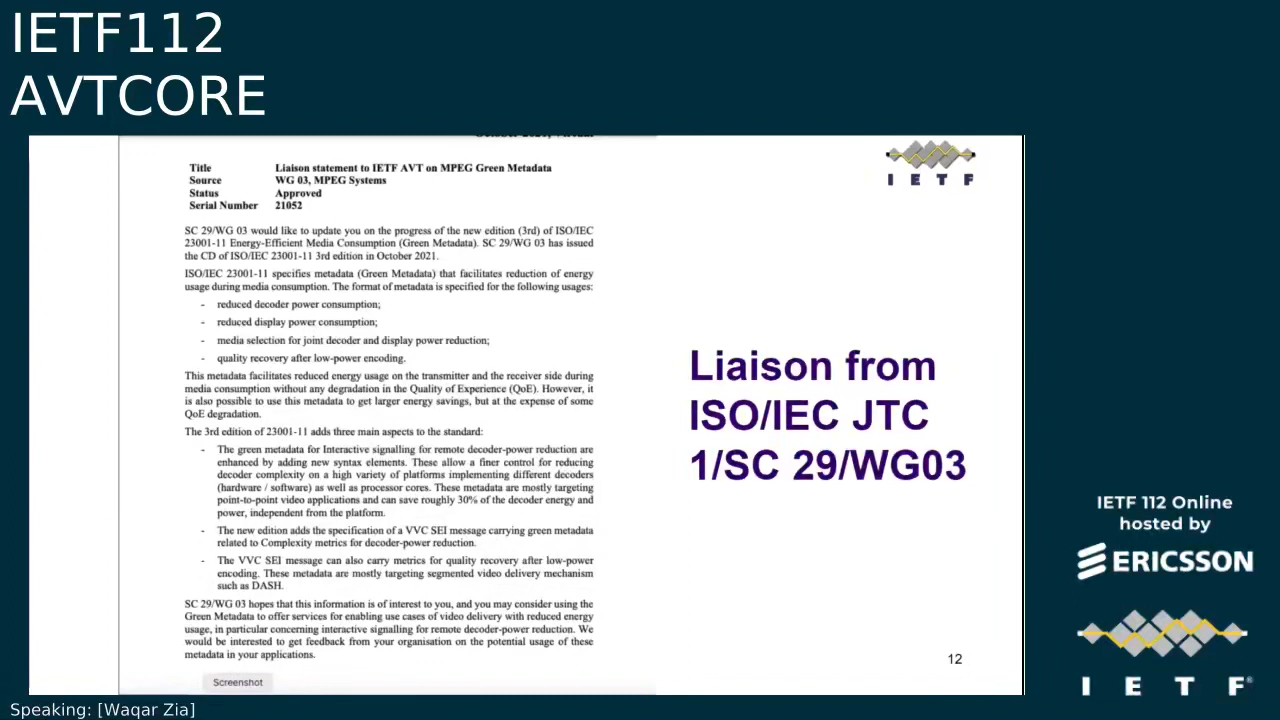 IETF112
AVTCORE
October 2021, Virtual
Title Liaison statement to IETF AVT on MPEG Green Metadata
Source WG 03, MPEG Systems
Status Approved
Serial Number 21052
SC 29/WG 03 would like to update you on the progress of the new edition (3rd) of ISO/IEC
23001-11 Energy-Efficient Media Consumption (Green Metadata). SC 29/WG 03 has issued
the CD of ISO/IEC 23001-11 3rd edition in October 2021.
ISO/IEC 23001-11 specifies metadata (Green Metadata) that facilitates reduction of energy
usage during media consumption. The format of metadata is specified for the following usages:
- reduced decoder power consumption;
- reduced display power consumption;
- media selection for joint decoder and display power reduction;
- quality recovery after low-power encoding.
This metadata facilitates reduced energy usage on the transmitter and the receiver side during
media consumption without any degradation in the Quality of Experience (QoE). However, it
is also possible to use this metadata to get larger energy savings, but at the expense of some
QoE degradation.
The 3rd edition of 23001-11 adds three main aspects to the standard:
- The green metadata for Interactive signalling for remote decoder-power reduction are
enhanced by adding new syntax elements. These allow a finer control for reducing
decoder complexity on a high variety of platforms implementing different decoders
(hardware / software) as well as processor cores. These metadata are mostly targeting
point-to-point video applications and can save roughly 30% of the decoder energy and
power, independent from the platform.
- The new edition adds the specification of a VVC SEI message carrying green metadata
related to Complexity metrics for decoder-power reduction.
- The VVC SEI message can also carry metrics for quality recovery after low-power
encoding. These metadata are mostly targeting segmented video delivery mechanism
such as DASH.
SC 29/WG 03 hopes that this information is of interest to you, and you may consider using the
Green Metadata to offer services for enabling use cases of video delivery with reduced energy
usage, in particular concerning interactive signalling for remote decoder-power reduction. We
would be interested to get feedback from your organisation on the potential usage of these
metadata in your applications.
Screenshot
I E T F
Liaison from
ISO/IEC JTC
1/SC 29/WG03
12
IETF 112 Online
hosted by
ERICSSON
I E T F®
Speaking: [Waqar Zia]